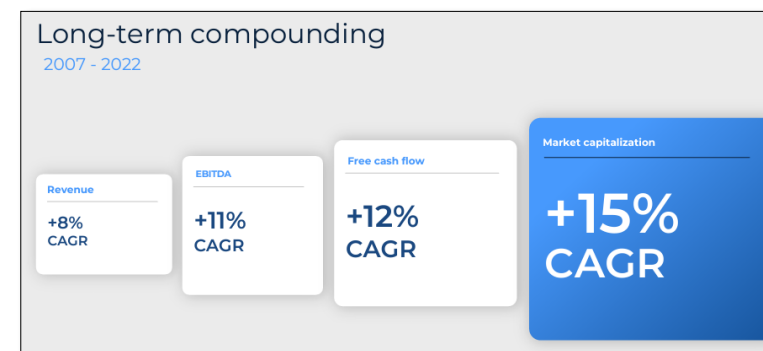 Long-term compounding
2007 - 2022
Revenue
+8%
CAGR
EBITDA
+11%
CAGR
Free cash flow
+12%
CAGR
Market capitalization
+15%
CAGR